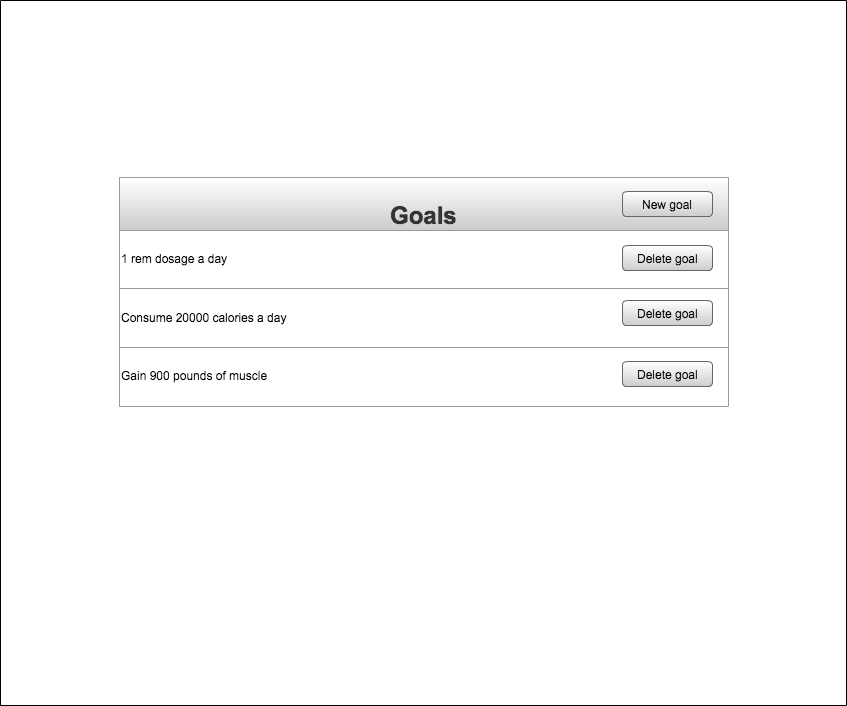 Goals
New goal
1 rem dosage a day
Delete goal
Consume 20000 calories a day
Delete goal
Gain 900 pounds of muscle
Delete goal